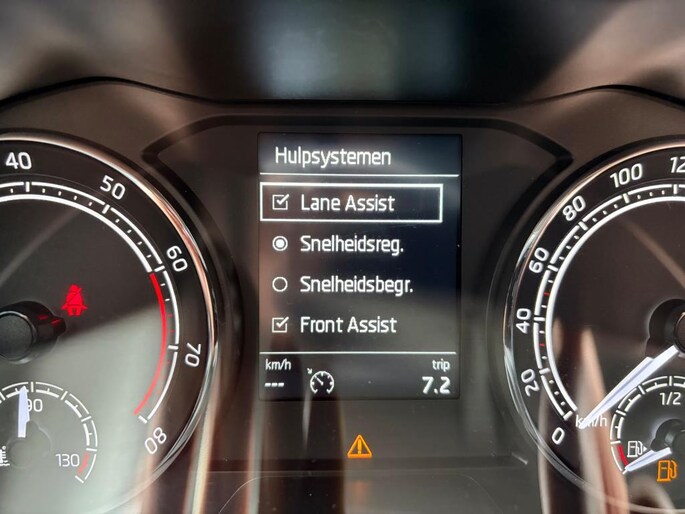 Hulpsystemen
Lane Assist
Snelheidsreg.
Snelheidsbegr.
Front Assist
km/h
trip
---
7.2
40
50
60
70
80
90
130
0
20
40
60
80
100
12
km/h
1/2